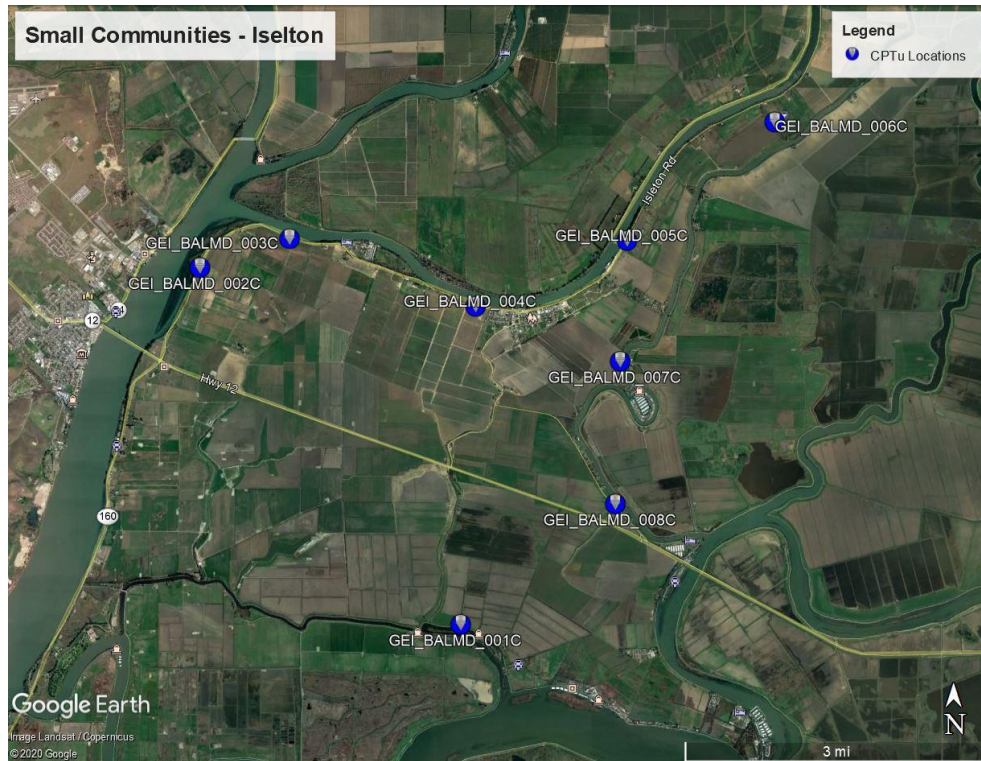 Small Communities - Iselton
Legend
CPTu Locations
GEI_BALMD_006C
Isleton Rd
GEI_BALMD_005C
GEI_BALMD_003C
GEI_BALMD_002C
GEI_BALMD_004C
12
Hwy 12
GEI_BALMD_007C
160
GEI_BALMD_008C
GEI_BALMD_001C
Google Earth
Image Landsat / Copernicus
© 2020 Google
N
3 mi